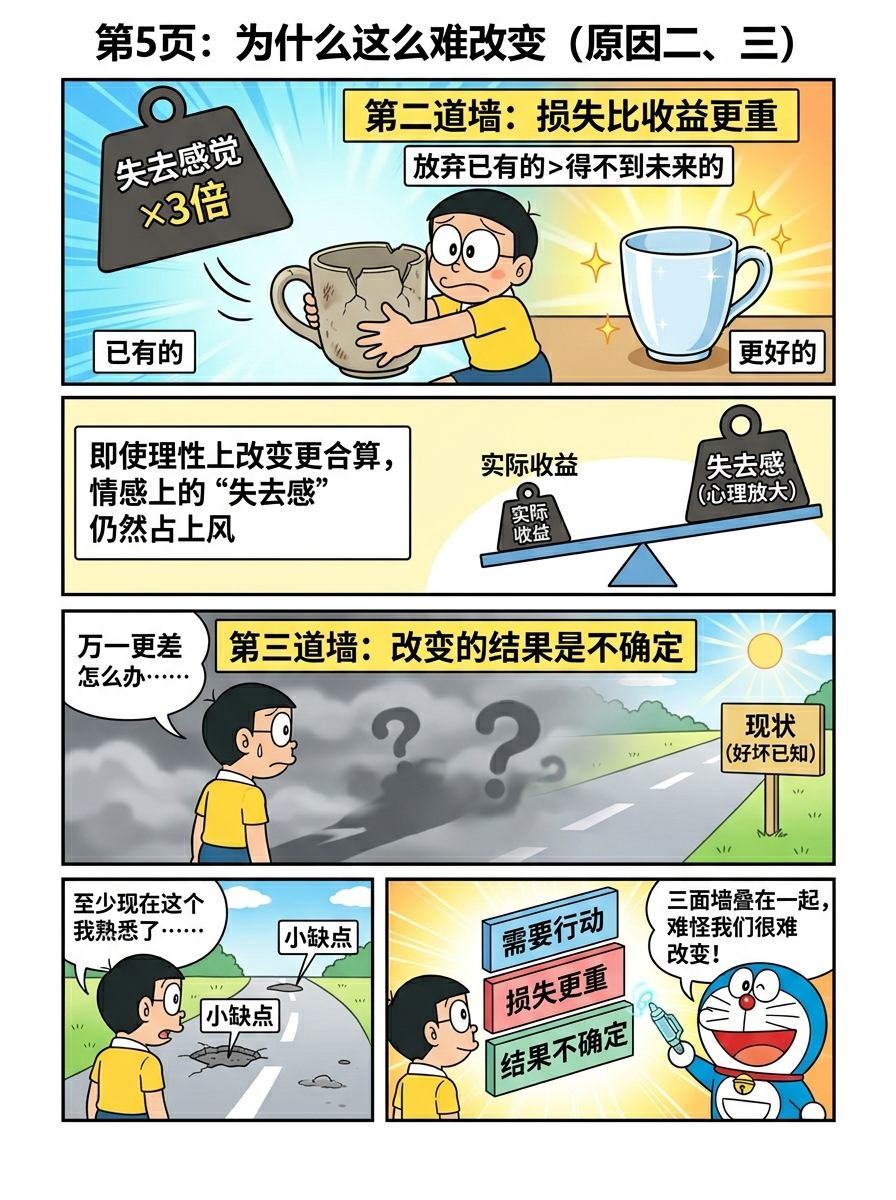 第5页：为什么这么难改变（原因二、三）
第二道墙：损失比收益更重
放弃已有的>得不到未来的
失去感觉
×3倍
已有的
更好的
即使理性上改变更合算，
情感上的“失去感”
仍然占上风
实际收益
实际
收益
失去感
（心理放大）
万一更差
怎么办……
第三道墙：改变的结果是不确定
? ?
?
现状
（好坏已知）
至少现在这个
我熟悉了……
小缺点
小缺点
需要行动
损失更重
结果不确定
三面墙叠在一起，
难怪我们很难
改变！